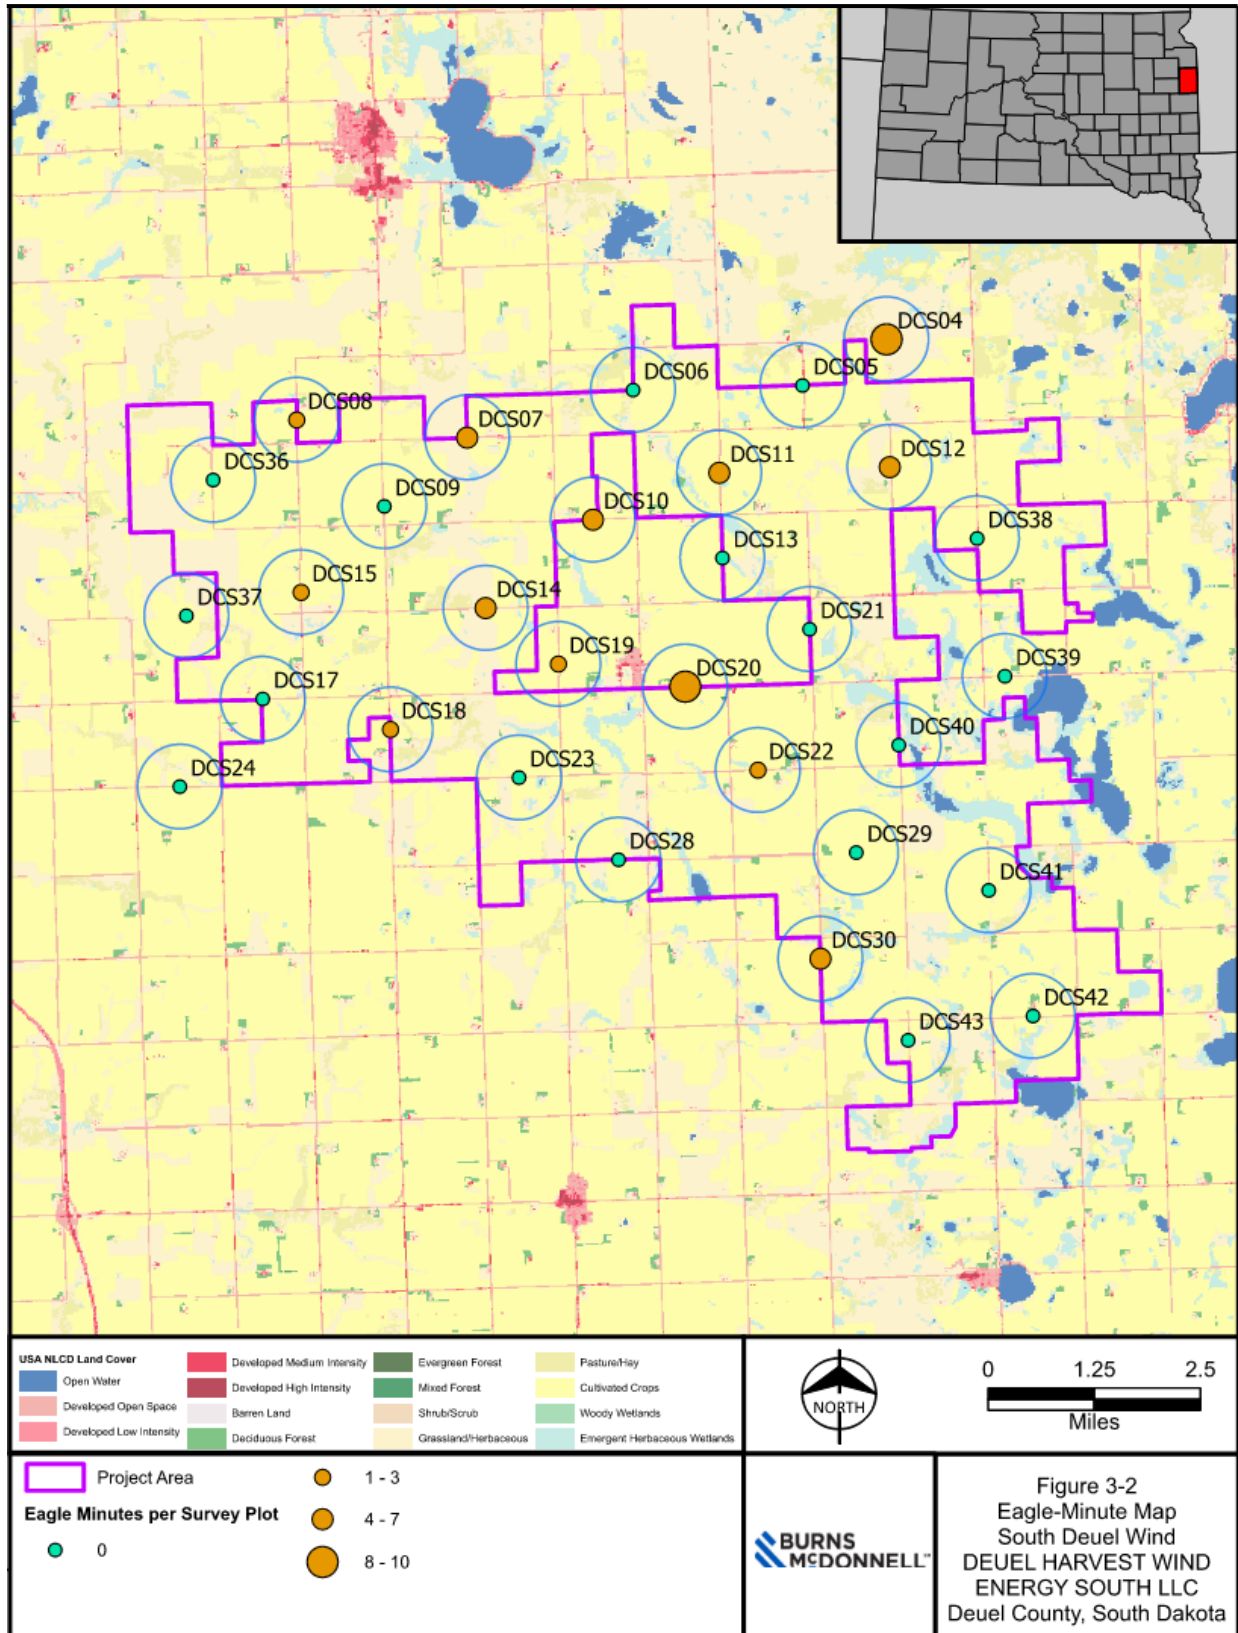 DCS04
DCS05
DCS06
DCS08
DCS07
DCS11
DCS12
DCS36
DCS09
DCS10
DCS38
DCS13
DCS15
DCS14
DCS37
DCS21
DCS19
DCS20
DCS39
DCS17
DCS18
DCS40
DCS24
DCS23
DCS22
DCS28
DCS29
DCS41
DCS30
DCS42
DCS43
USA NLCD Land Cover
Open Water
Developed Open Space
Developed Low Intensity
Developed Medium Intensity
Developed High Intensity
Barren Land
Deciduous Forest
Evergreen Forest
Mixed Forest
Shrub/Scrub
Grassland/Herbaceous
Pasture/Hay
Cultivated Crops
Woody Wetlands
Emergent Herbaceous Wetlands
NORTH
0 1.25 2.5
Miles
Project Area
Eagle Minutes per Survey Plot
0
1 - 3
4 - 7
8 - 10
BURNS
MCDONNELL
Figure 3-2
Eagle-Minute Map
South Deuel Wind
DEUEL HARVEST WIND
ENERGY SOUTH LLC
Deuel County, South Dakota